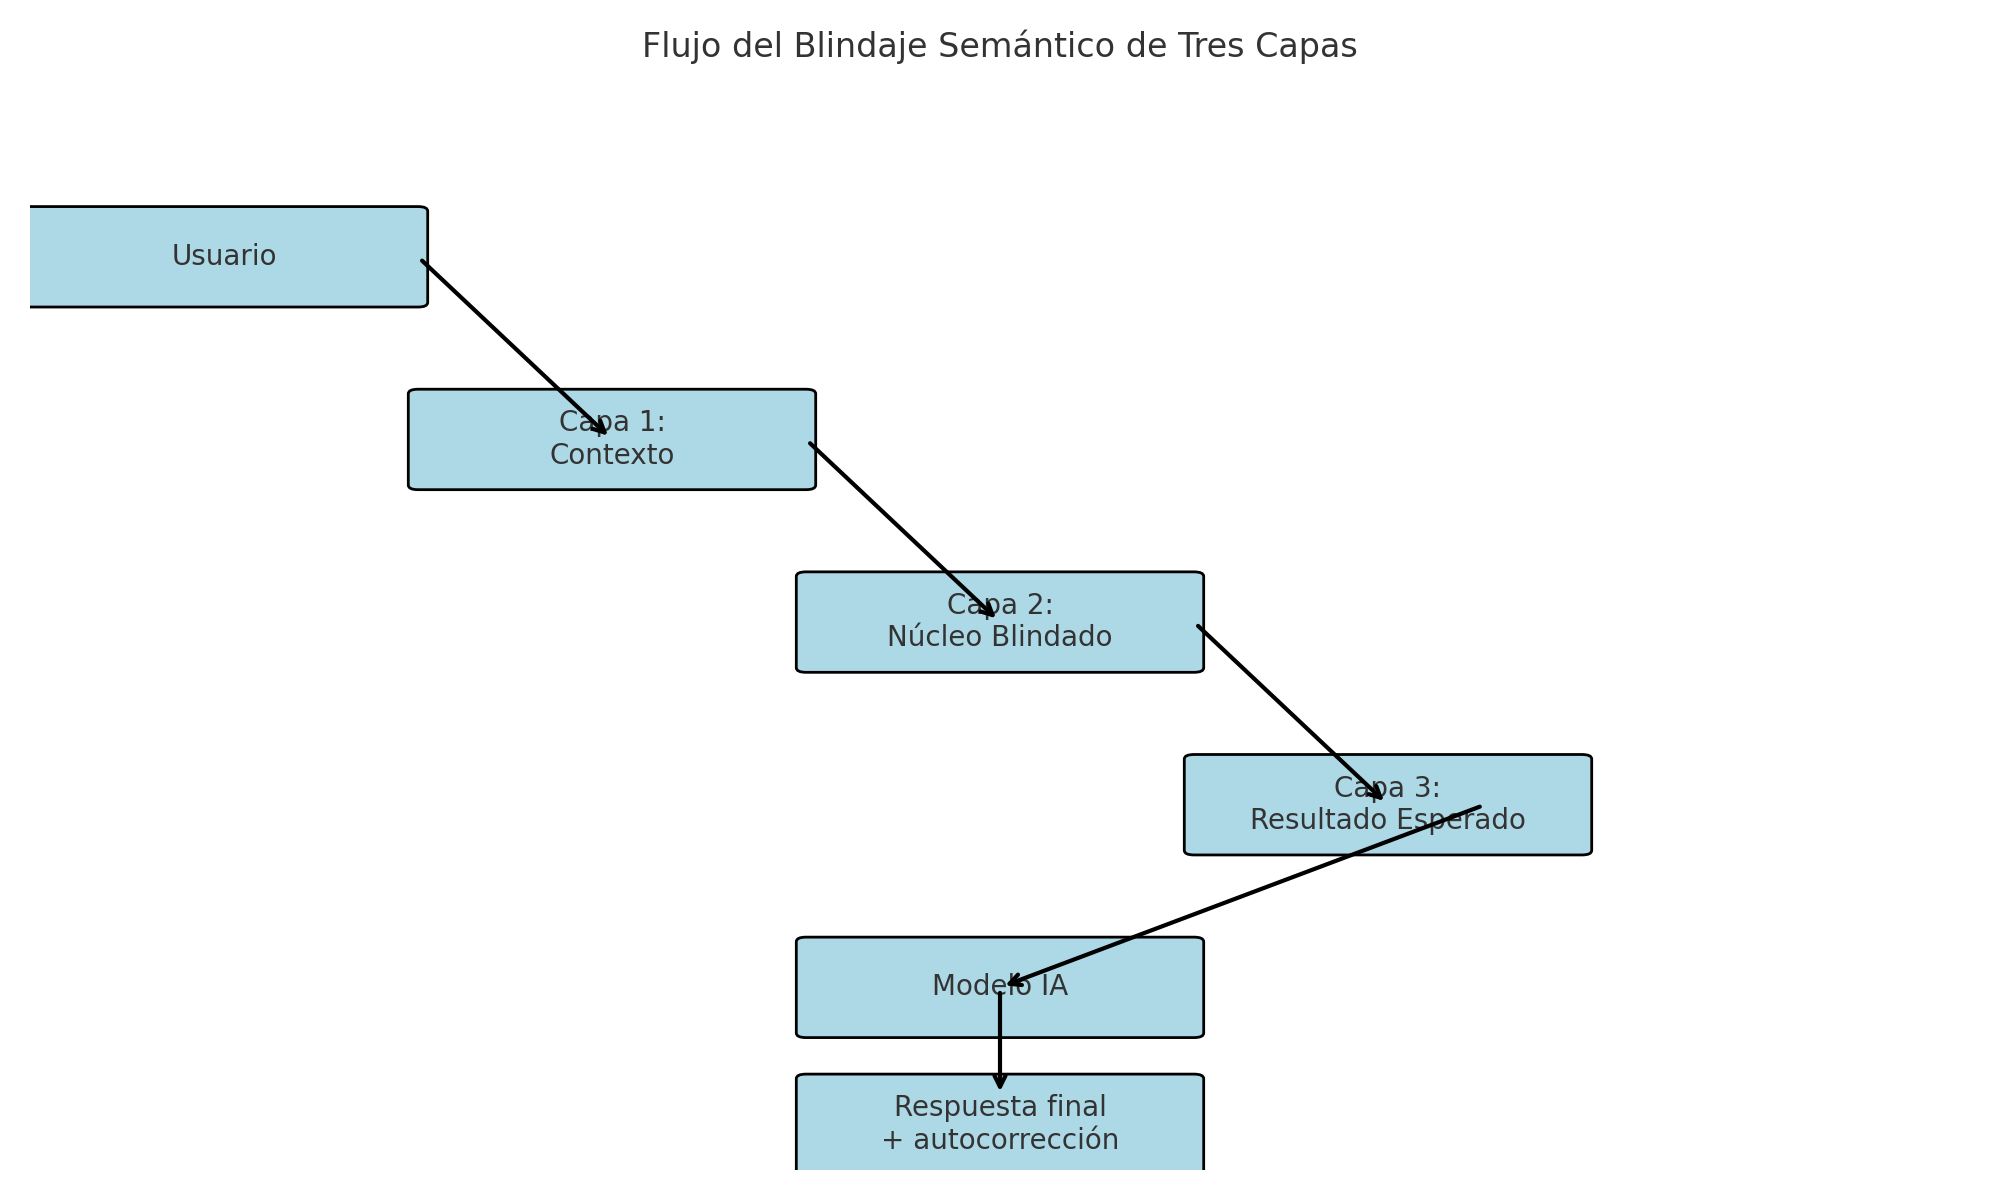 Flujo del Blindaje Semántico de Tres Capas
Usuario
Capa 1:
Contexto
Capa 2:
Núcleo Blindado
Capa 3:
Resultado Esperado
Modelo IA
Respuesta final
+ autocorrección